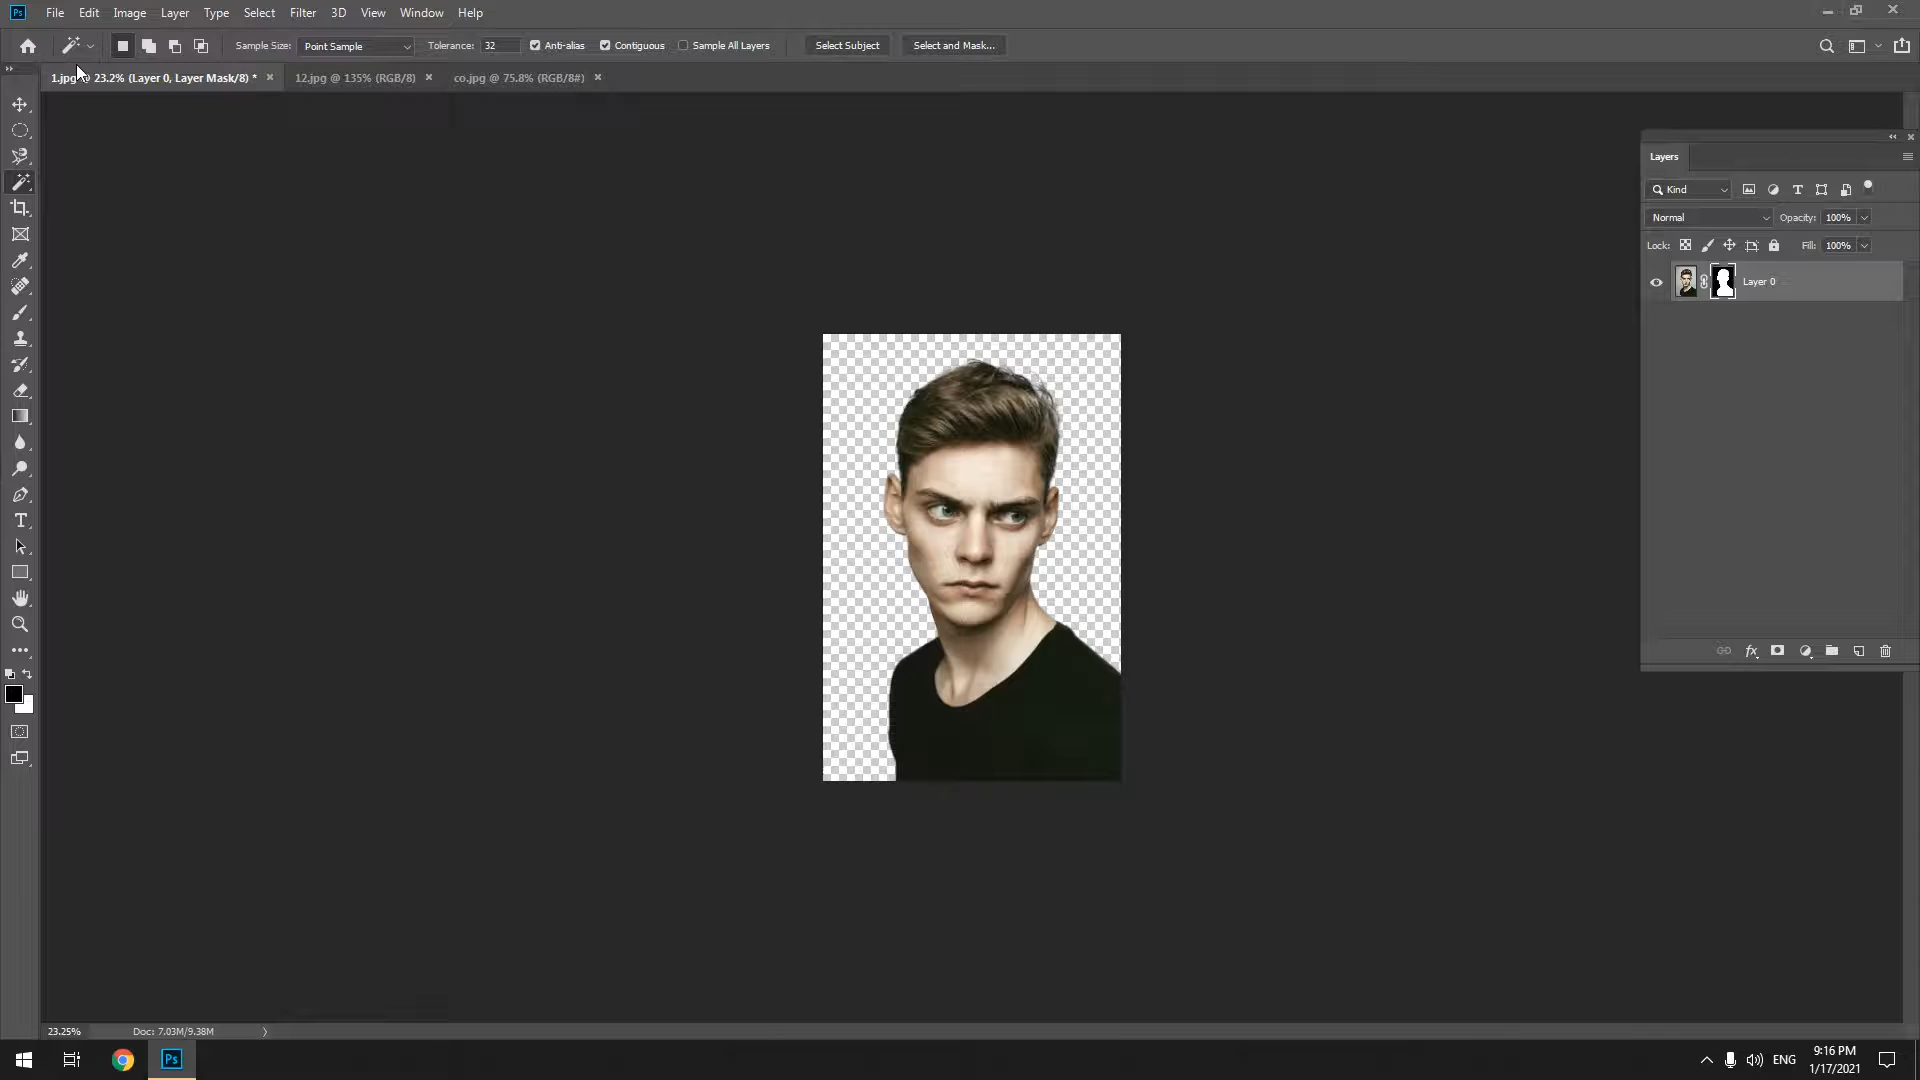 Ps File Edit Image Layer Type Select Filter 3D View Window Help
Sample Size: Point Sample Tolerance: 32 Anti-alias Contiguous Sample All Layers Select Subject Select and Mask...
1.jpg @ 23.2% (Layer 0, Layer Mask/8) * × 12.jpg @ 135% (RGB/8) × co.jpg @ 75.8% (RGB/8#) ×
Layers
Kind
Normal Opacity: 100%
Lock: Fill: 100%
Layer 0
fx
T
23.25% Doc: 7.03M/9.38M
Ps ENG 9:16 PM
1/17/2021